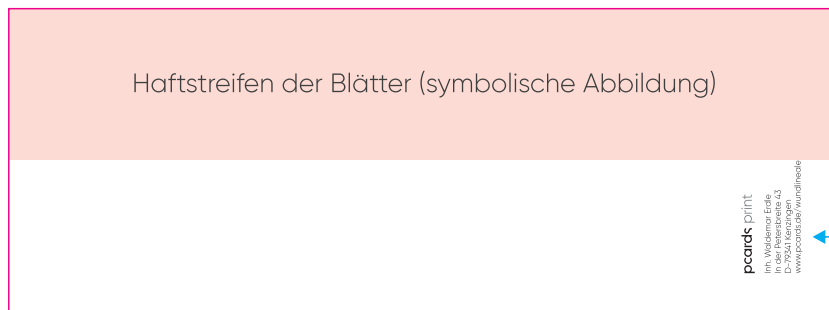 Haftstreifen der Blätter (symbolische Abbildung)
pcards print
Inh. Waldemar Erdle
In der Petersbreite 43
D-79341 Kenzingen
www.pcards.de/wundlineale